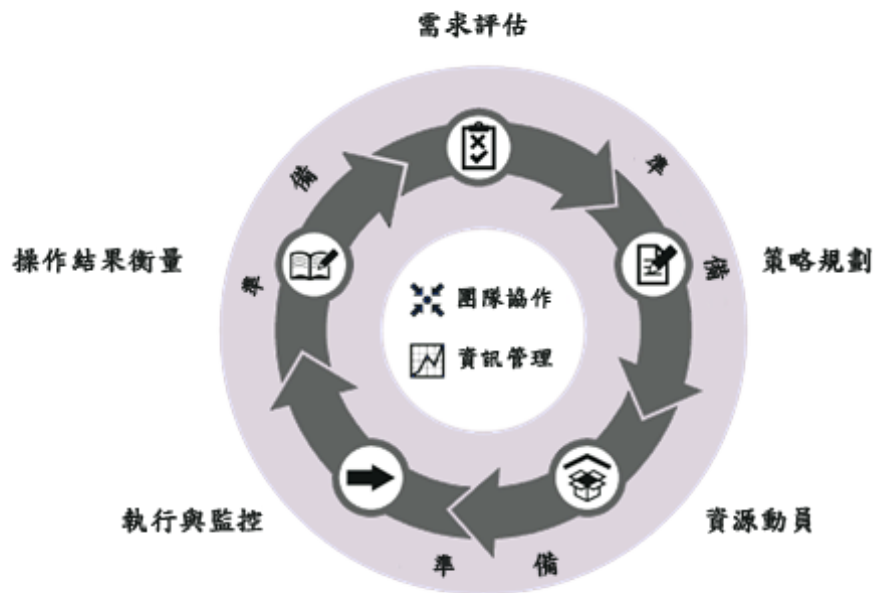 需求評估
準備
策略規劃
資源動員
準備
執行與監控
操作結果衡量
準備
團隊協作
資訊管理